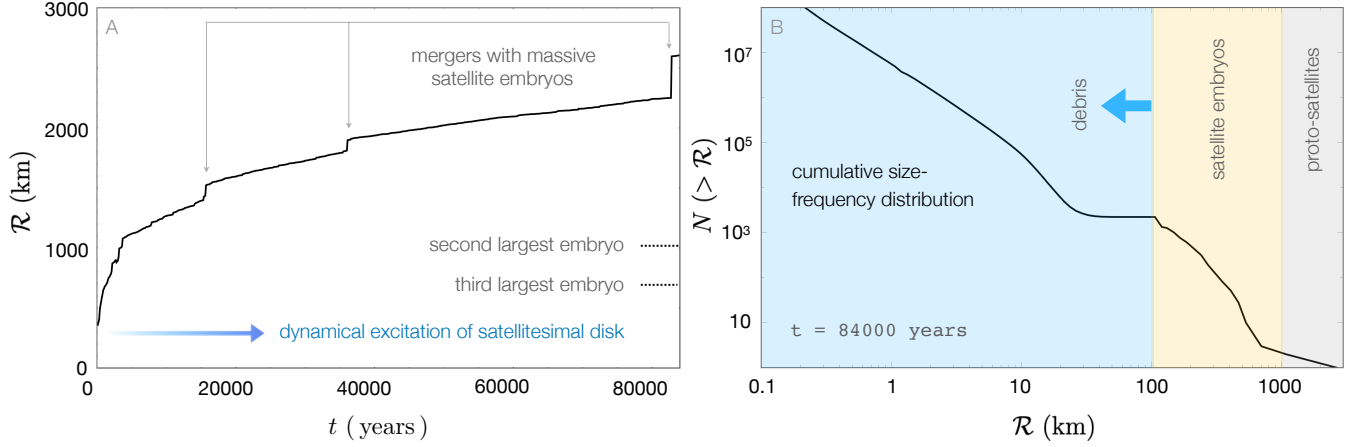 A
3000
2000
1000
0
ℛ (km)
mergers with massive
satellite embryos
second largest embryo
third largest embryo
dynamical excitation of satellitesimal disk
0
20000
40000
60000
80000
t ( years)
B
10⁷
10⁵
10³
10
N (> ℛ)
debris
satellite embryos
proto-satellites
cumulative size-
frequency distribution
t = 84000 years
0.1
1
10
100
1000
ℛ (km)